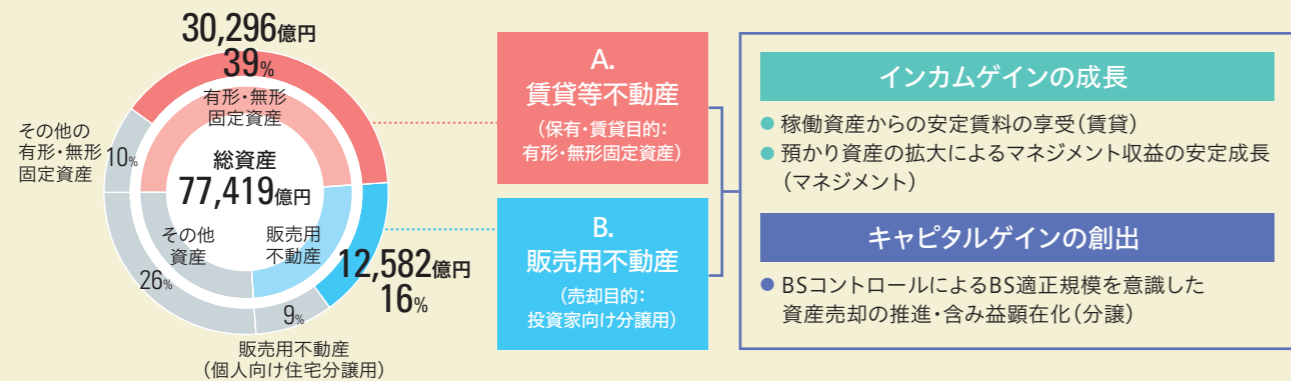 30,296億円
39%
有形・無形
固定資産
その他の
有形・無形
固定資産
10%
総資産
77,419億円
その他
資産
販売用
不動産
26%
9%
12,582億円
16%
販売用不動産
（個人向け住宅分譲用）
A.
賃貸等不動産
（保有・賃貸目的：
有形・無形固定資産）
B.
販売用不動産
（売却目的：
投資家向け分譲用）
インカムゲインの成長
● 稼働資産からの安定賃料の享受（賃貸）
● 預かり資産の拡大によるマネジメント収益の安定成長
（マネジメント）
キャピタルゲインの創出
● BSコントロールによるBS適正規模を意識した
資産売却の推進・含み益顕在化（分譲）